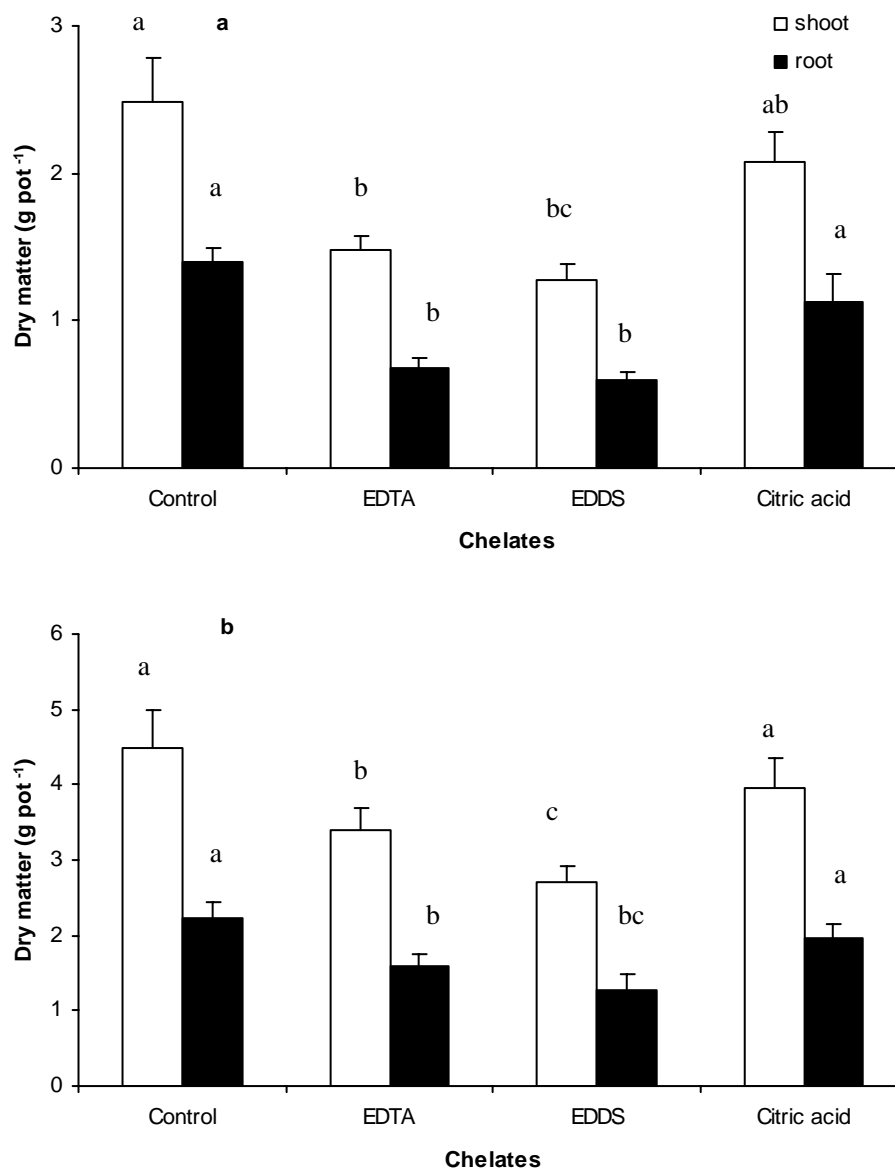 3
a
a
shoot
root
ab
2
a
b
bc
a
b
b
1
0
Dry matter (g pot -1)
Control EDTA EDDS Citric acid
Chelates
b
6
a
5
a
b
4
c
3
a
a
b
bc
2
1
0
Dry matter (g pot -1)
Control EDTA EDDS Citric acid
Chelates